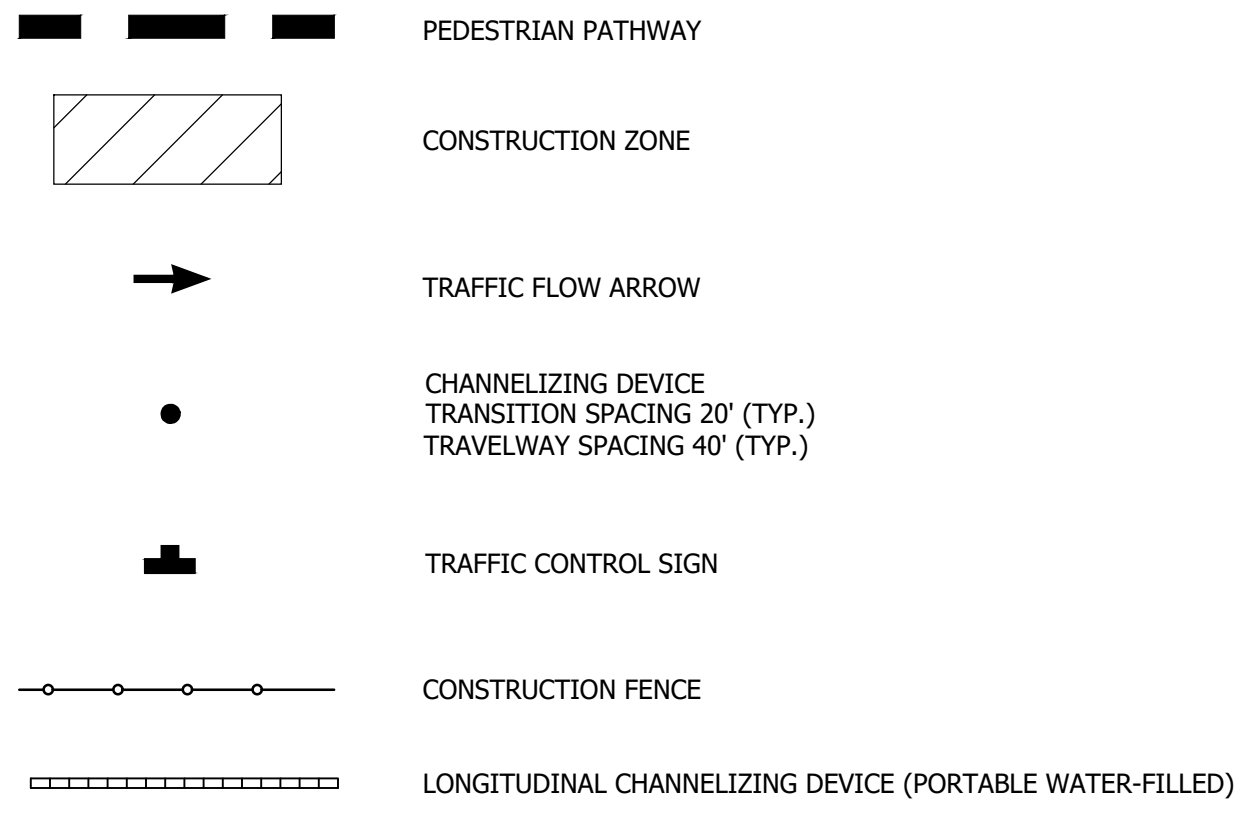 PEDESTRIAN PATHWAY
CONSTRUCTION ZONE
TRAFFIC FLOW ARROW
CHANNELIZING DEVICE
TRANSITION SPACING 20' (TYP.)
TRAVELWAY SPACING 40' (TYP.)
TRAFFIC CONTROL SIGN
CONSTRUCTION FENCE
LONGITUDINAL CHANNELIZING DEVICE (PORTABLE WATER-FILLED)